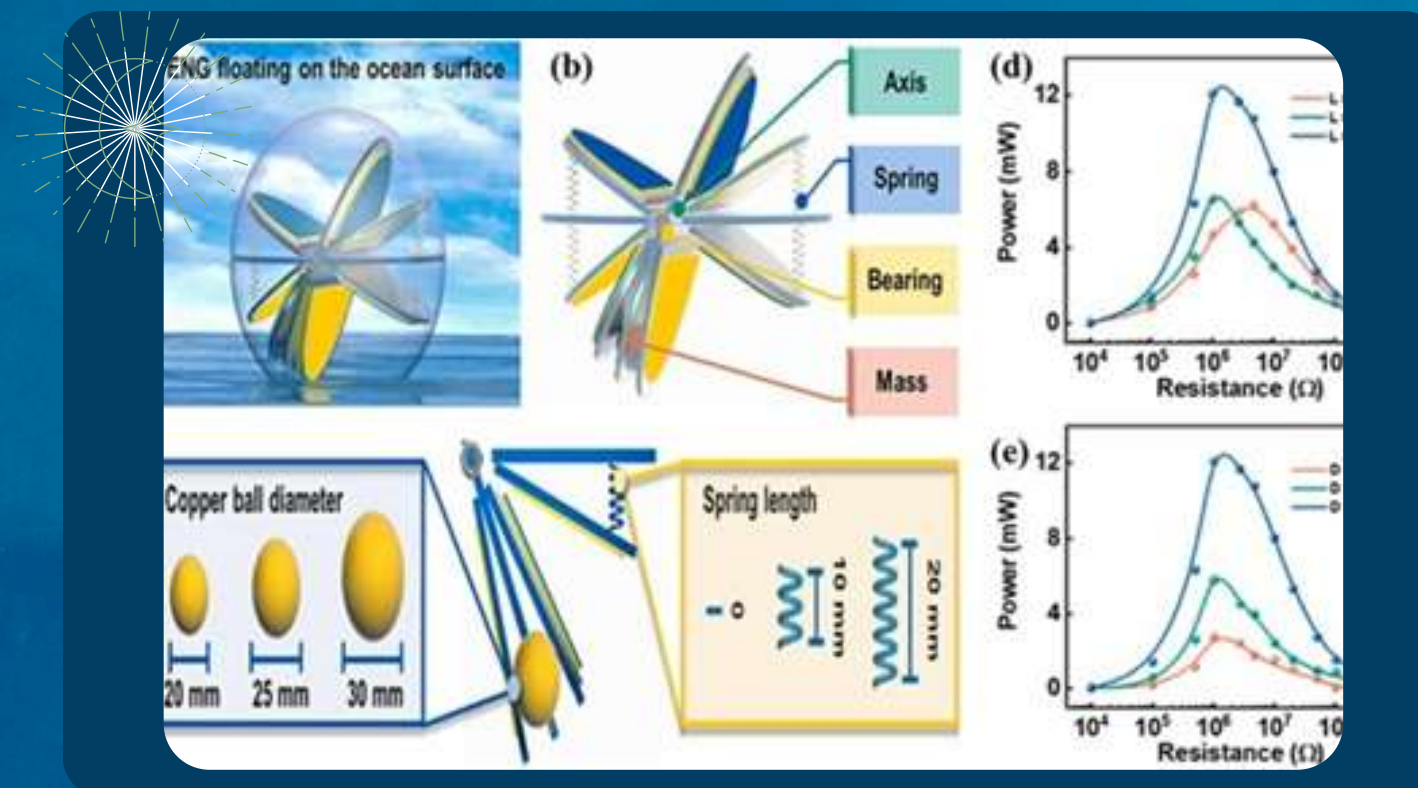 ENG floating on the ocean surface
(b)
Axis
Spring
Bearing
Mass
Copper ball diameter
20 mm
25 mm
30 mm
Spring length
0
10 mm
20 mm
(d)
Power (mW)
12
8
4
0
10⁴ 10⁵ 10⁶ 10⁷ 10
Resistance (Ω)
L
L
L
(e)
Power (mW)
12
8
4
0
10⁴ 10⁵ 10⁶ 10⁷ 10
Resistance (Ω)
D
D
D